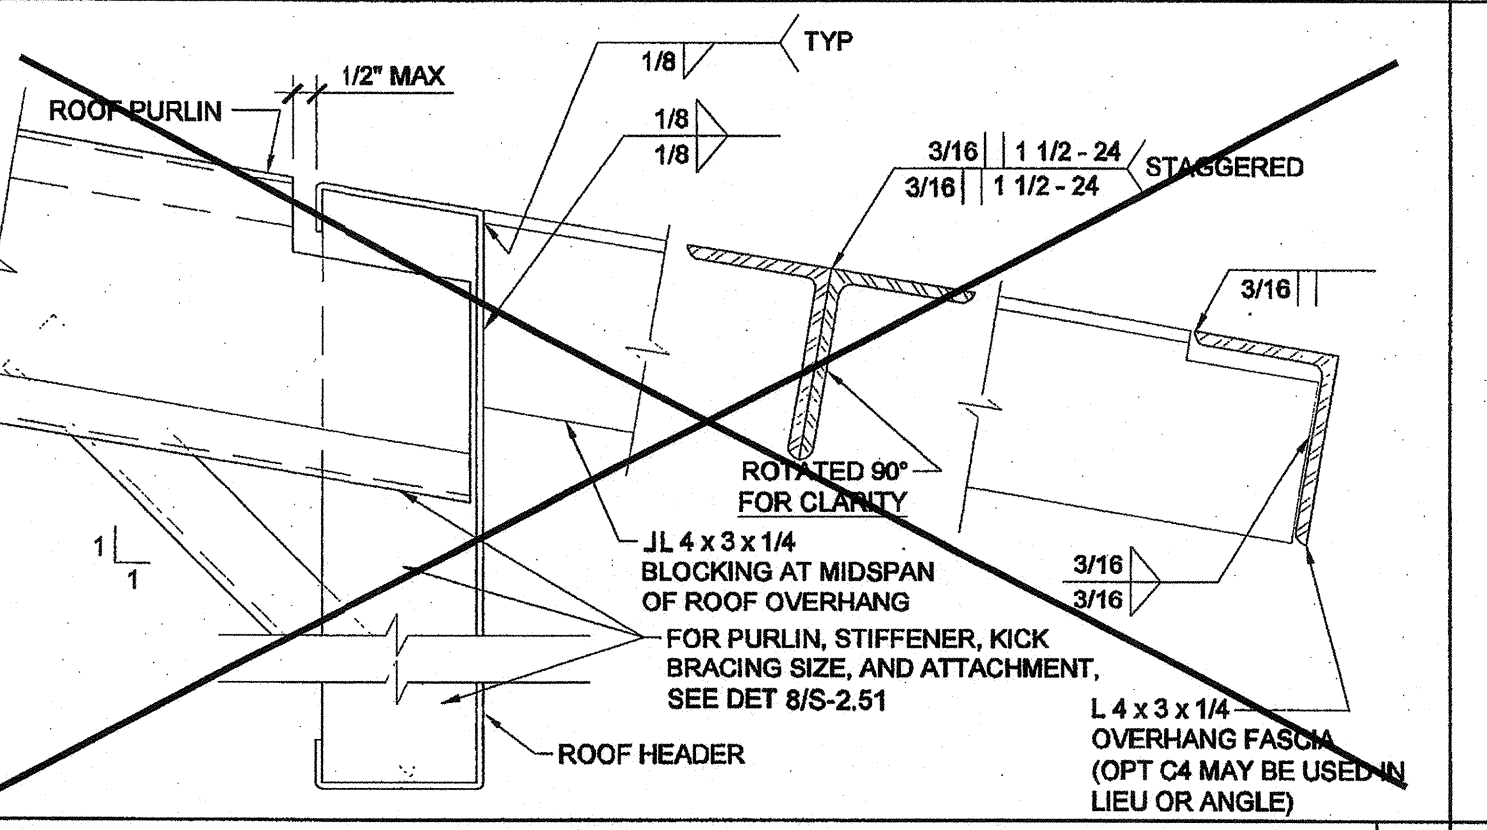 TYP
1/8
1/2" MAX
ROOF PURLIN
1/8
1/8
3/16 1 1/2 - 24
3/16 1 1/2 - 24
STAGGERED
3/16
ROTATED 90°
FOR CLARITY
JL 4 x 3 x 1/4
BLOCKING AT MIDSPAN
OF ROOF OVERHANG
1
1
3/16
3/16
FOR PURLIN, STIFFENER, KICK
BRACING SIZE, AND ATTACHMENT,
SEE DET 8/S-2.51
ROOF HEADER
L 4 x 3 x 1/4
OVERHANG FASCIA
(OPT C4 MAY BE USED IN
LIEU OR ANGLE)